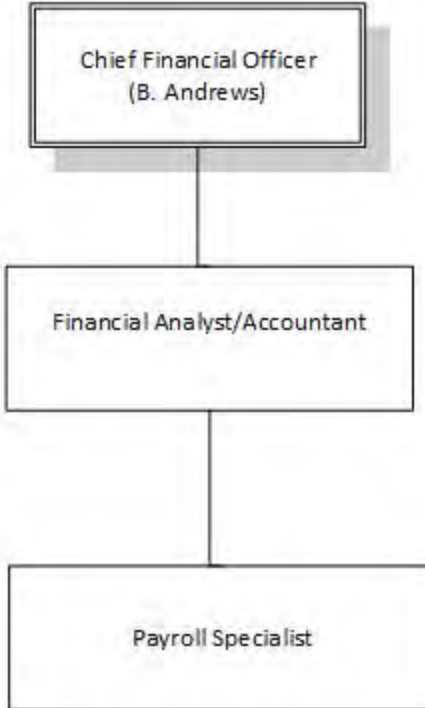 Chief Financial Officer
(B. Andrews)
Financial Analyst/Accountant
Payroll Specialist